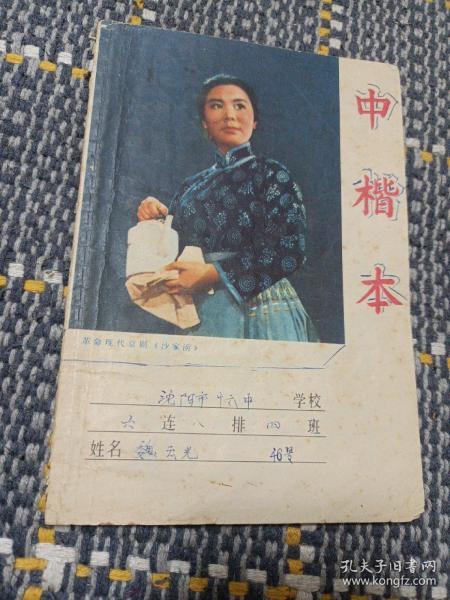 中楷本
革命现代京剧《沙家浜》
沈阳市十六中 学校
六 连 八 排 四 班
姓名 魏云光 46号
孔夫子旧书网
www.kongfz.com